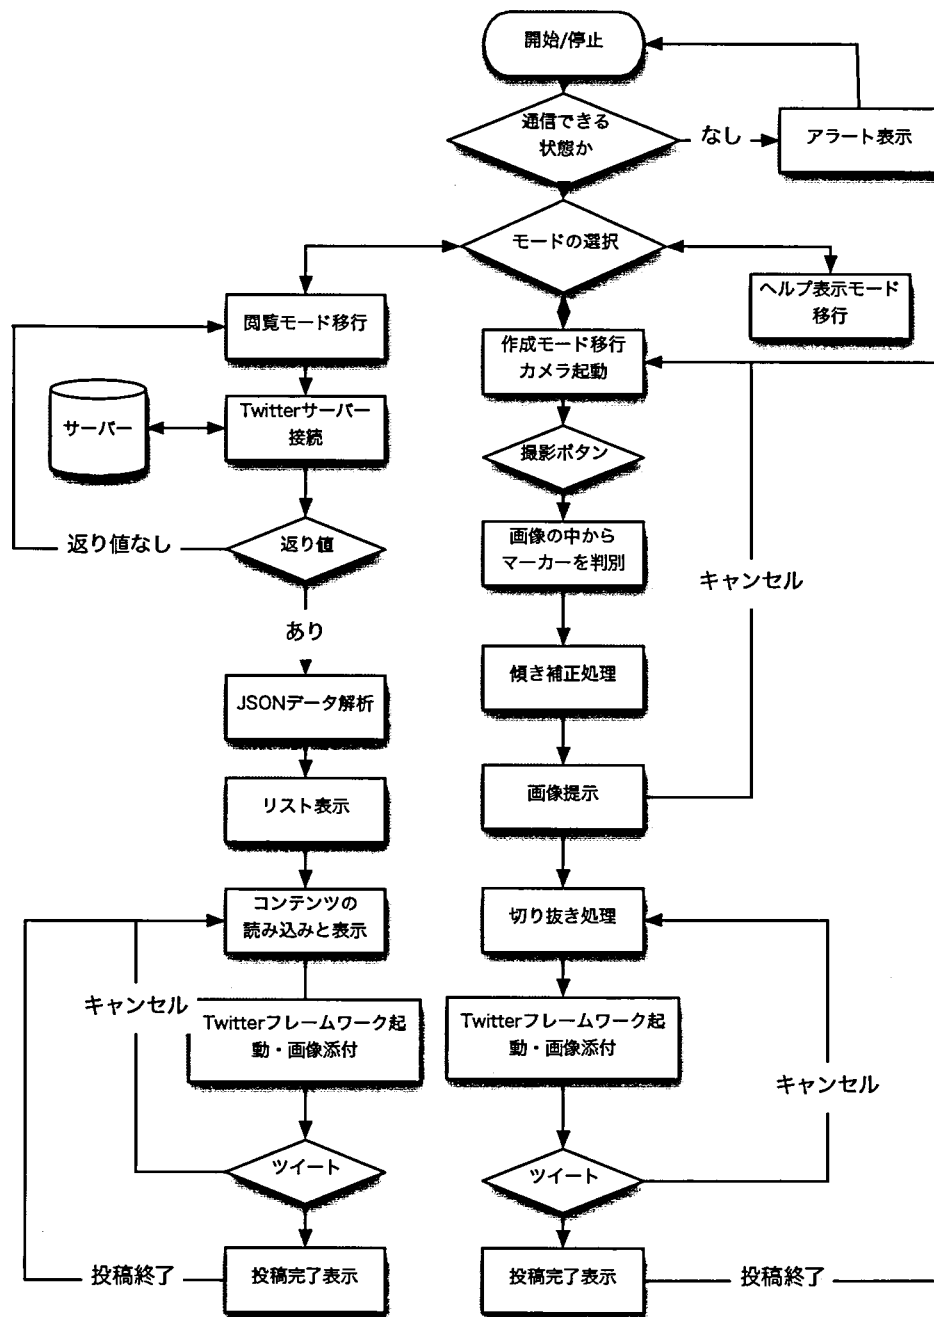 開始/停止
通信できる
状態か
なし
アラート表示
モードの選択
ヘルプ表示モード
移行
閲覧モード移行
作成モード移行
カメラ起動
サーバー
Twitterサーバー
接続
撮影ボタン
返り値なし
返り値
画像の中から
マーカーを判別
キャンセル
あり
JSONデータ解析
傾き補正処理
リスト表示
画像提示
コンテンツの
読み込みと表示
切り抜き処理
キャンセル
Twitterフレームワーク起
動・画像添付
Twitterフレームワーク起
動・画像添付
キャンセル
ツイート
ツイート
投稿終了
投稿完了表示
投稿完了表示
投稿終了